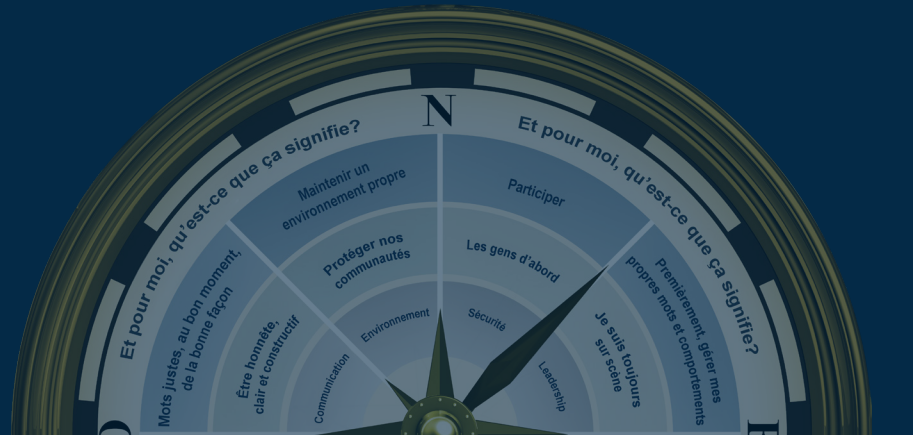 N
Et pour moi, qu'est-ce que ça signifie?
Et pour moi, qu'est-ce que ça signifie?
Maintenir un
environnement propre
Participer
Protéger nos
communautés
Les gens d'abord
Environnement
Sécurité
Mots justes, au bon moment,
de la bonne façon
Être honnête,
clair et constructif
Communication
Leadership
Je suis toujours
sur scène
Premièrement, gérer mes
propres mots et comportements
O
E